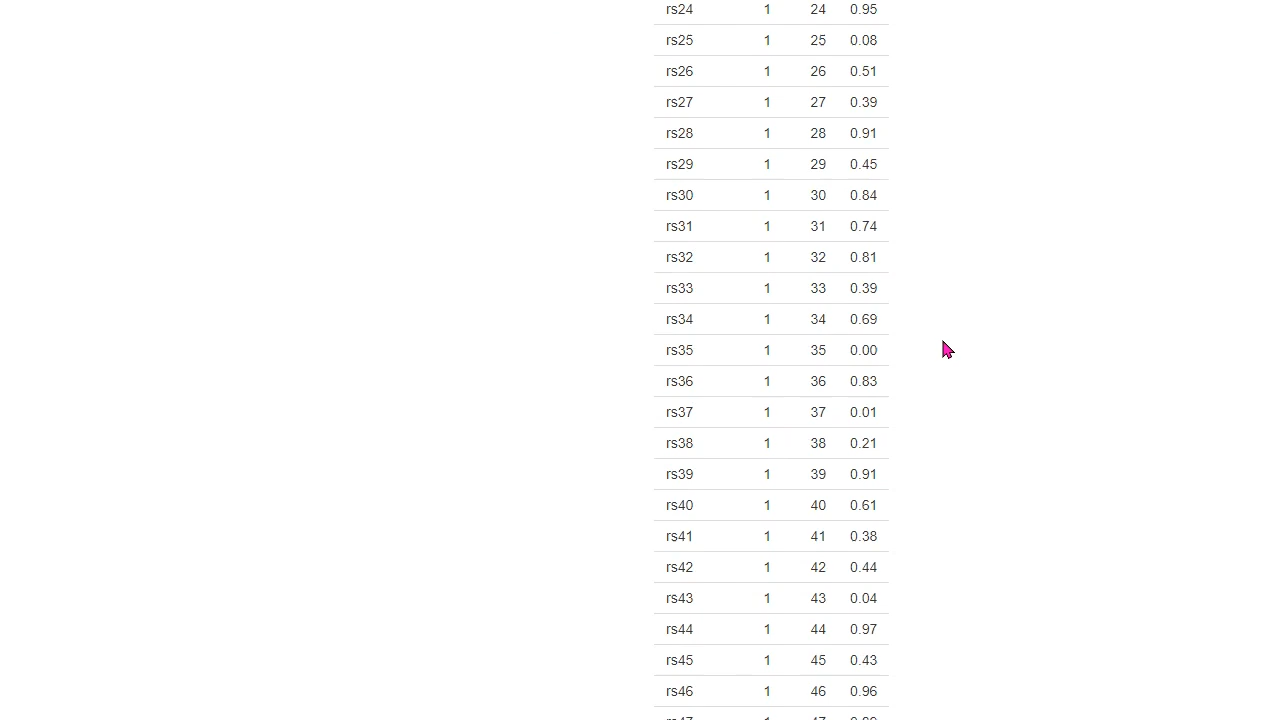 rs24 1 24 0.95
rs25 1 25 0.08
rs26 1 26 0.51
rs27 1 27 0.39
rs28 1 28 0.91
rs29 1 29 0.45
rs30 1 30 0.84
rs31 1 31 0.74
rs32 1 32 0.81
rs33 1 33 0.39
rs34 1 34 0.69
rs35 1 35 0.00
rs36 1 36 0.83
rs37 1 37 0.01
rs38 1 38 0.21
rs39 1 39 0.91
rs40 1 40 0.61
rs41 1 41 0.38
rs42 1 42 0.44
rs43 1 43 0.04
rs44 1 44 0.97
rs45 1 45 0.43
rs46 1 46 0.96